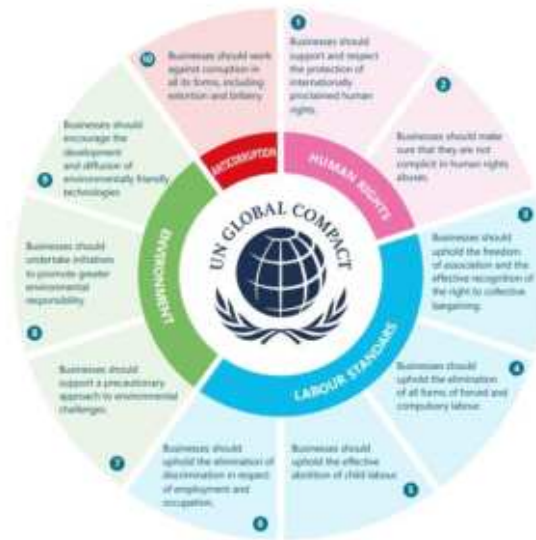 1
Businesses should
support and respect
the protection of
internationally
proclaimed human
rights.
2
Businesses should make
sure that they are not
complicit in human rights
abuses.
3
Businesses should
uphold the freedom
of association and the
effective recognition of
the right to collective
bargaining.
4
Businesses should
uphold the elimination
of all forms of forced and
compulsory labour.
5
Businesses should
uphold the effective
abolition of child labour.
6
Businesses should
uphold the elimination of
discrimination in respect
of employment and
occupation.
7
Businesses should
support a precautionary
approach to environmental
challenges.
8
Businesses should
undertake initiatives
to promote greater
environmental
responsibility.
9
Businesses should
encourage the
development
and diffusion of
environmentally friendly
technologies
10
Businesses should work
against corruption in
all its forms, including
extortion and bribery
HUMAN RIGHTS
LABOUR STANDARS
ENVIRONMENT
ANTICORRUPTION
UN GLOBAL COMPACT